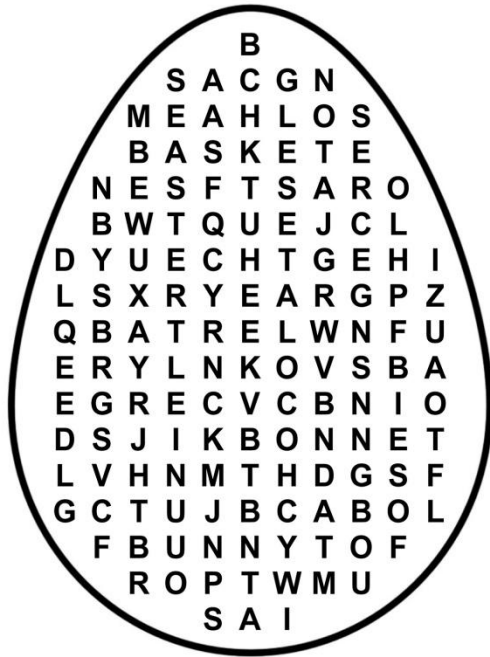 B
S A C G N
M E A H L O S
B A S K E T E
N E S F T S A R O
B W T Q U E J C L
D Y U E C H T G E H I
L S X R Y E A R G P Z
Q B A T R E L W N F U
E R Y L N K O V S B A
E G R E C V C B N I O
D S J I K B O N N E T
L V H N M T H D G S F
G C T U J B C A B O L
F B U N N Y T O F
R O P T W M U
S A I